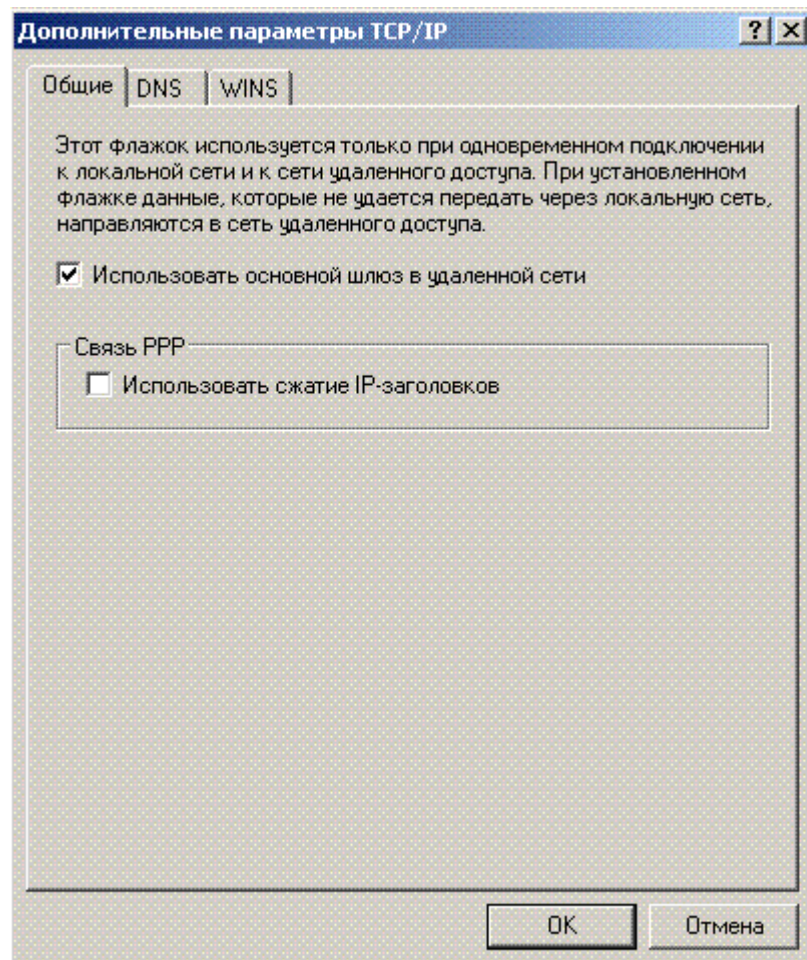 Дополнительные параметры TCP/IP
Общие DNS WINS
Этот флажок используется только при одновременном подключении
к локальной сети и к сети удаленного доступа. При установленном
флажке данные, которые не удается передать через локальную сеть,
направляются в сеть удаленного доступа.
Использовать основной шлюз в удаленной сети
Связь PPP
Использовать сжатие IP-заголовков
OK Отмена